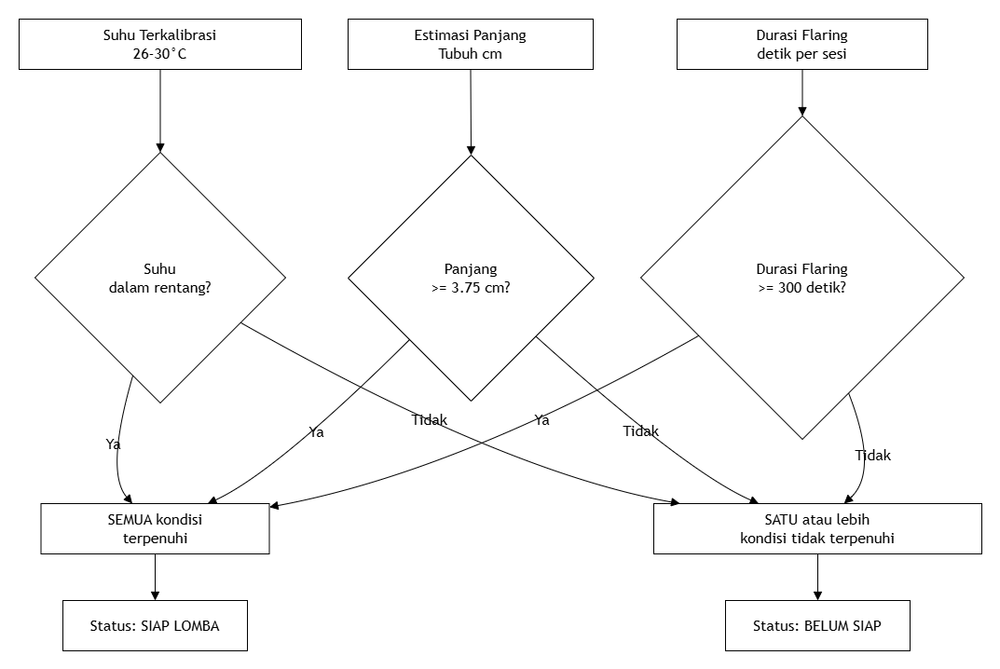 Suhu Terkalibrasi
26-30°C
Estimasi Panjang
Tubuh cm
Durasi Flaring
detik per sesi
Suhu
dalam rentang?
Panjang
>= 3.75 cm?
Durasi Flaring
>= 300 detik?
Ya
Ya
Tidak
Ya
Tidak
Tidak
SEMUA kondisi
terpenuhi
SATU atau lebih
kondisi tidak terpenuhi
Status: SIAP LOMBA
Status: BELUM SIAP